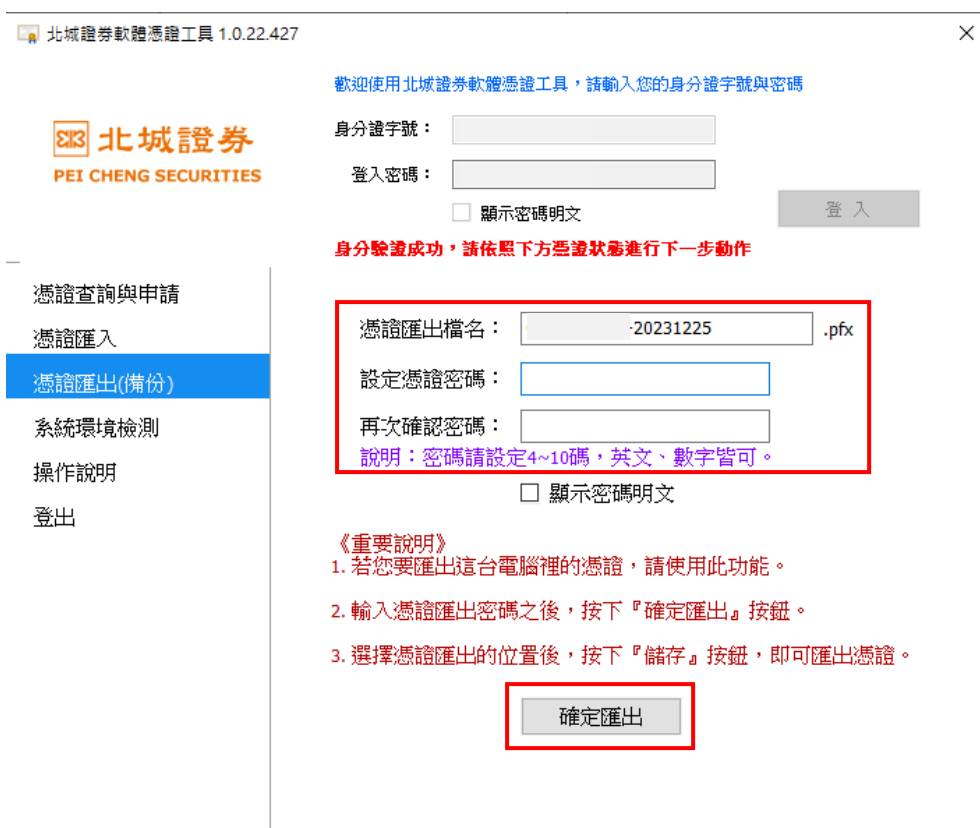 北城證券軟體憑證工具 1.0.22.427
北城證券
PEI CHENG SECURITIES
歡迎使用北城證券軟體憑證工具，請輸入您的身分證字號與密碼
身分證字號：
登入密碼：
顯示密碼明文
登 入
身分驗證成功，請依照下方憑證狀態進行下一步動作
憑證查詢與申請
憑證匯入
憑證匯出(備份)
系統環境檢測
操作說明
登出
憑證匯出檔名：
-20231225
.pfx
設定憑證密碼：
再次確認密碼：
說明：密碼請設定4~10碼，英文、數字皆可。
顯示密碼明文
《重要說明》
1. 若您要匯出這台電腦裡的憑證，請使用此功能。
2. 輸入憑證匯出密碼之後，按下『確定匯出』按鈕。
3. 選擇憑證匯出的位置後，按下『儲存』按鈕，即可匯出憑證。
確定匯出